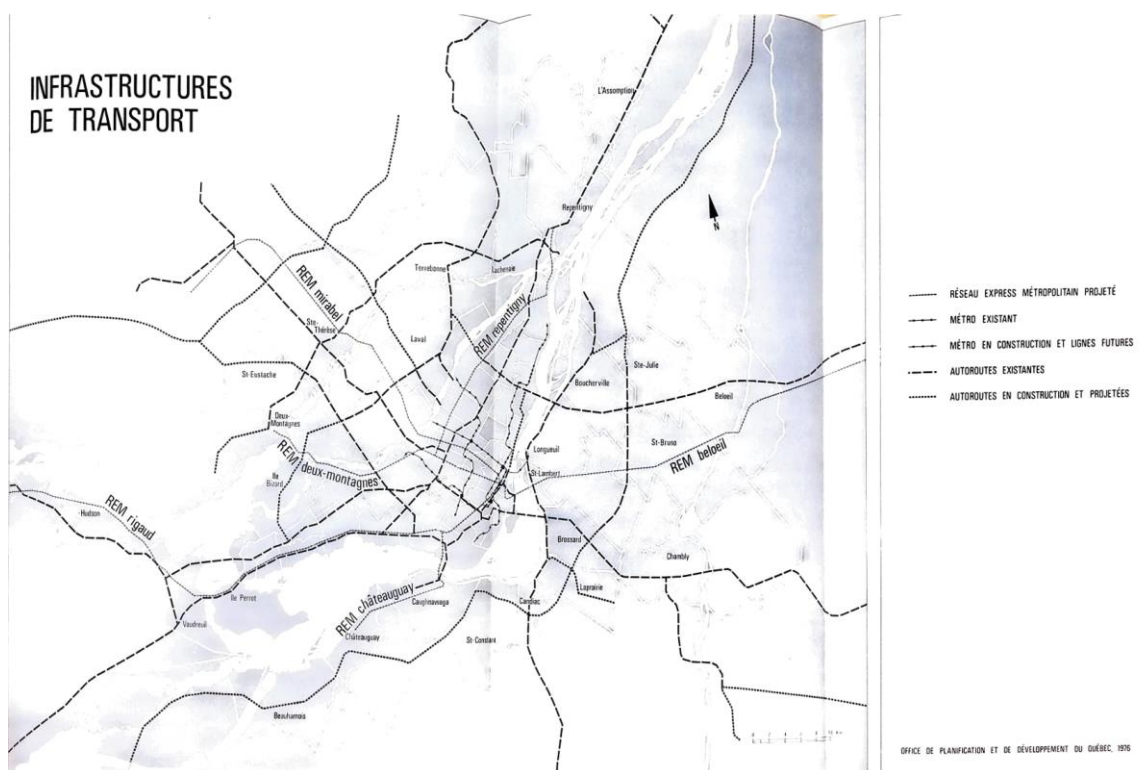 INFRASTRUCTURES
DE TRANSPORT
L'Assomption
Repentigny
N
Terrebonne
Lachenaie
REM mirabel
REM repentigny
Ste-
Thérèse
Laval
St-Eustache
Boucherville
Ste-Julie
Beloeil
Deux-
Montagnes
REM deux-montagnes
Ile
Bizard
Longueuil
St-Lambert
St-Bruno
REM beloeil
REM rigaud
Hudson
Brossard
Chambly
Ile Perrot
Vaudreuil
REM châteauguay
Châteauguay
Caughnawaga
Candiac
Laprairie
St-Constant
Beauharnois
RÉSEAU EXPRESS MÉTROPOLITAIN PROJETÉ
MÉTRO EXISTANT
MÉTRO EN CONSTRUCTION ET LIGNES FUTURES
AUTOROUTES EXISTANTES
AUTOROUTES EN CONSTRUCTION ET PROJETÉES
OFFICE DE PLANIFICATION ET DE DÉVELOPPEMENT DU QUÉBEC, 1976